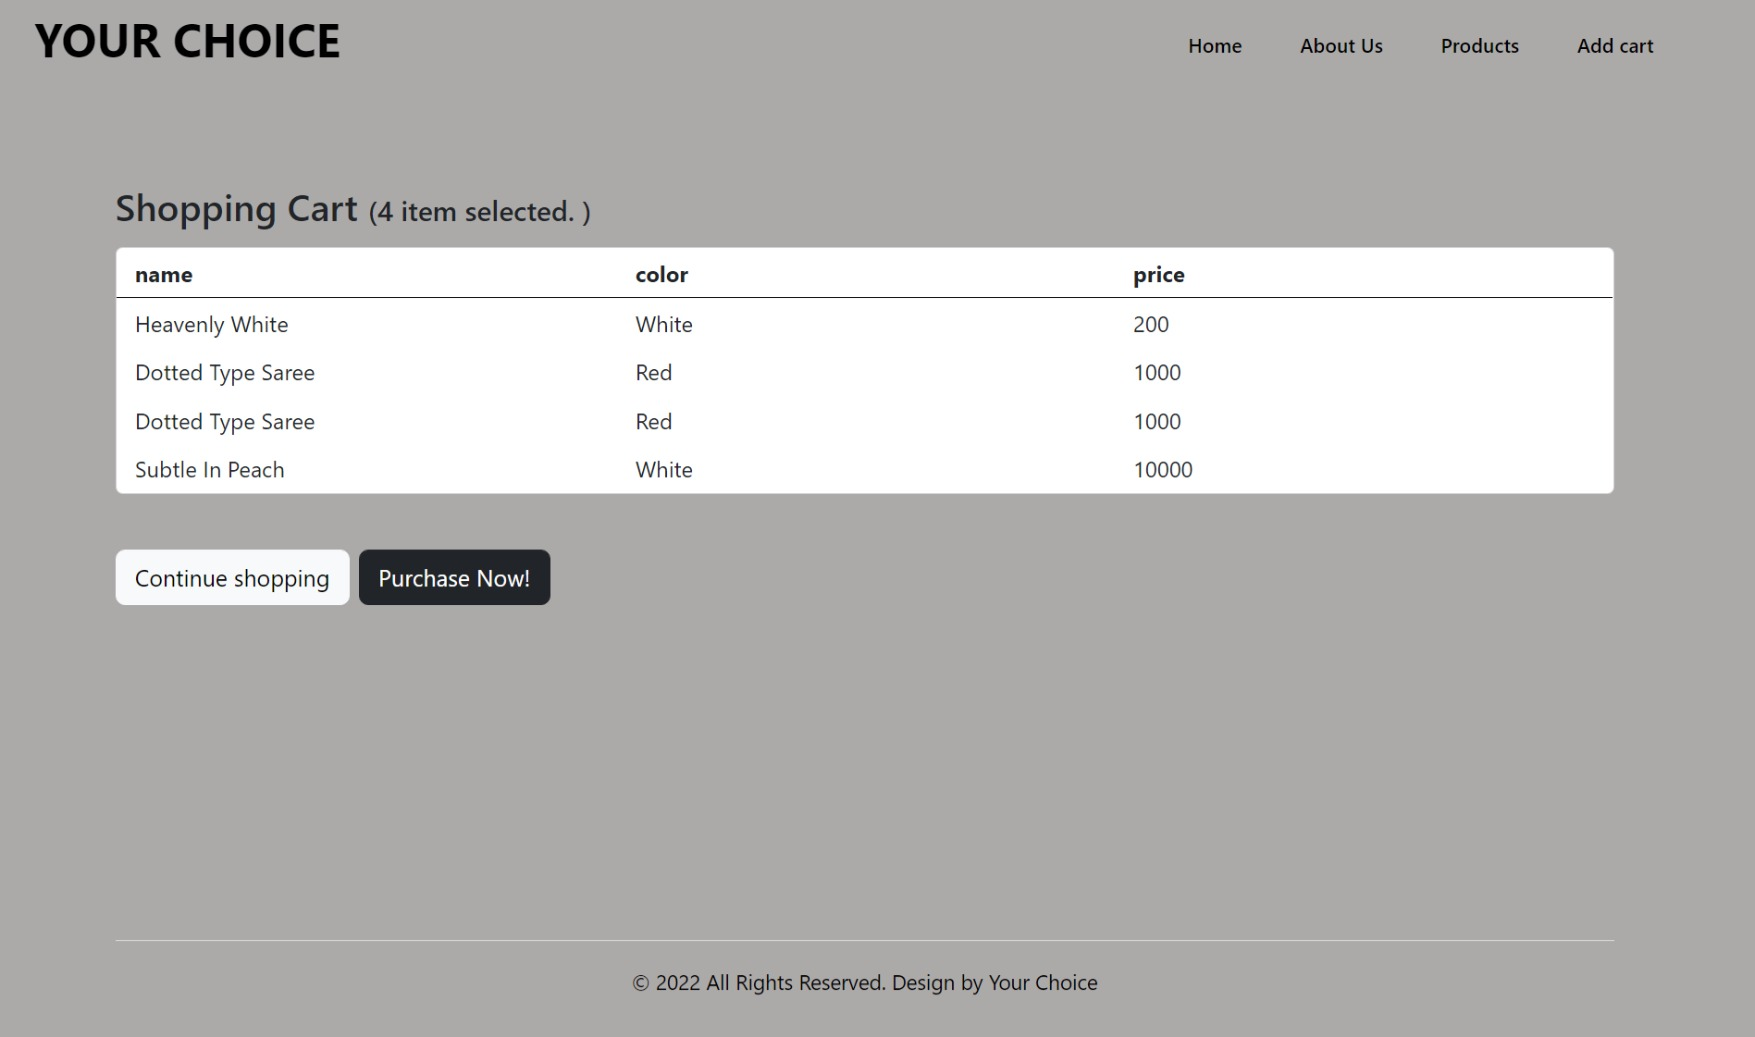 YOUR CHOICE Home About Us Products Add cart
Shopping Cart (4 item selected. )
name color price
Heavenly White White 200
Dotted Type Saree Red 1000
Dotted Type Saree Red 1000
Subtle In Peach White 10000
Continue shopping Purchase Now!
© 2022 All Rights Reserved. Design by Your Choice